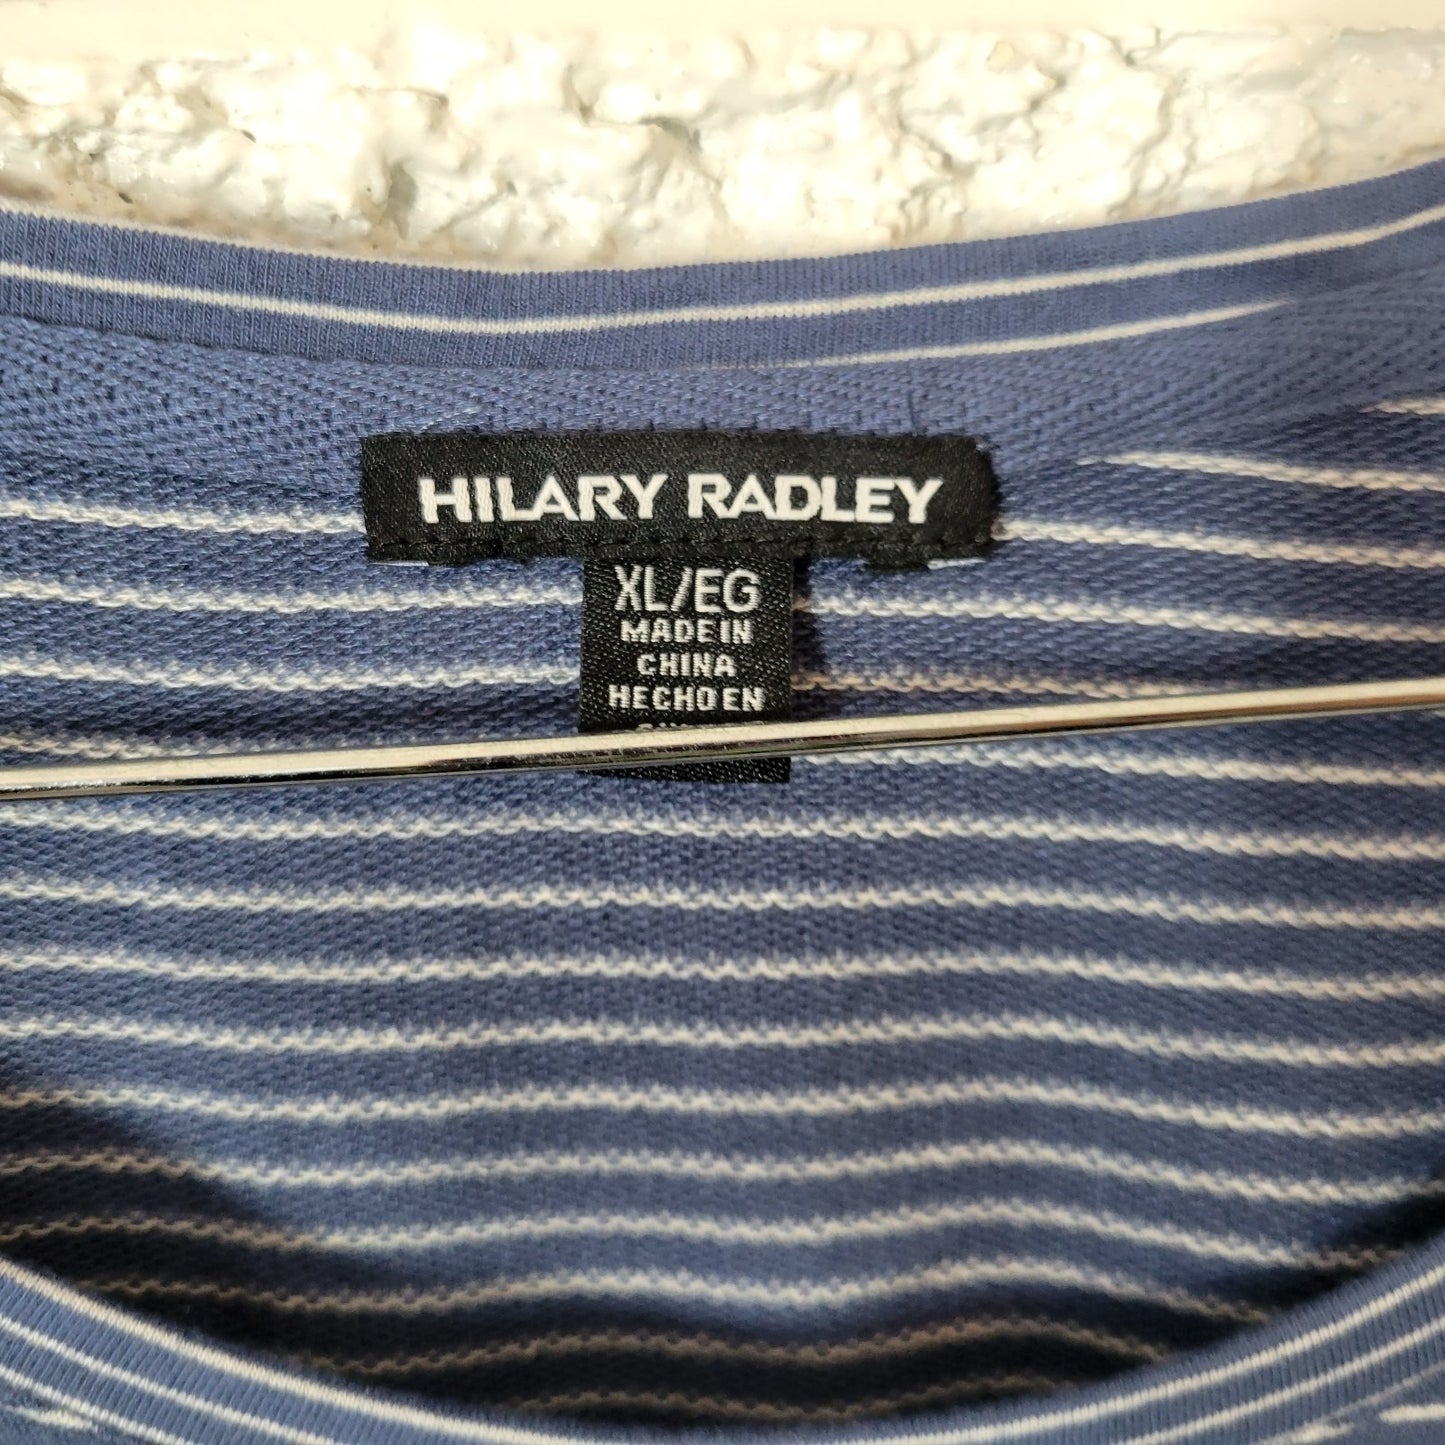 HILARY RADLEY
XL/EG
MADE IN
CHINA
HECHO EN